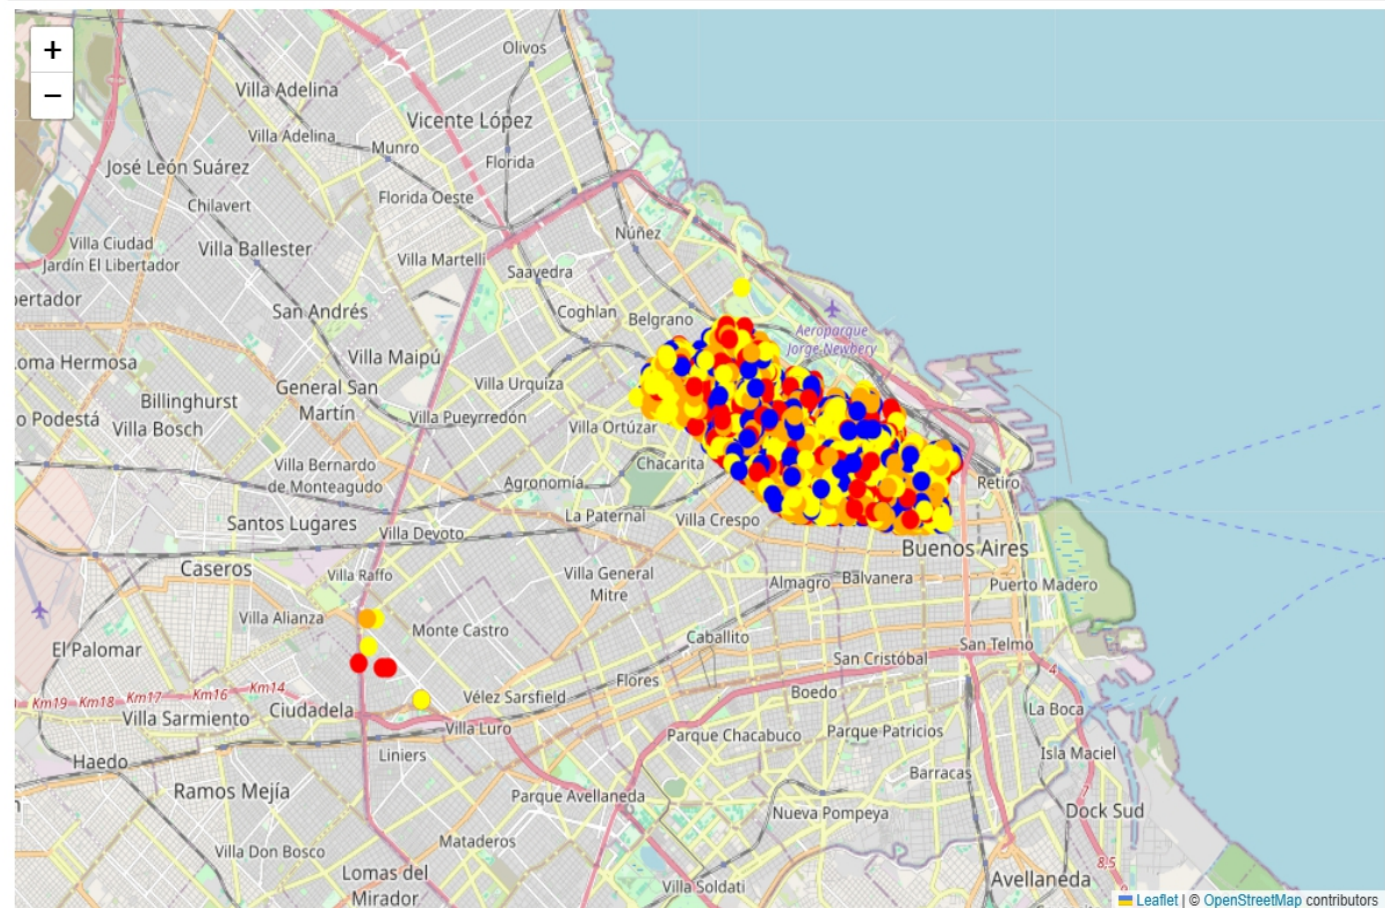 +
−
Olivos
Villa Adelina
Vicente López
Villa Adelina
Munro
Florida
José León Suárez
Florida Oeste
Chilavert
Núñez
Villa Ciudad
Jardín El Libertador
Villa Ballester
Villa Martelli
Saavedra
bertador
San Andrés
Coghlan
Belgrano
Aeroparque
Jorge Newbery
Loma Hermosa
Villa Maipú
Villa Urquiza
General San
Martín
Billinghurst
o Podestá
Villa Bosch
Villa Pueyrredón
Villa Ortúzar
Villa Bernardo
de Monteagudo
Chacarita
Agronomía
Retiro
Santos Lugares
La Paternal
Villa Crespo
Villa Devoto
Buenos Aires
Caseros
Villa Raffo
Villa General
Mitre
Almagro
Balvanera
Puerto Madero
Villa Alianza
Monte Castro
Caballito
El Palomar
San Cristóbal
San Telmo
4
Flores
Km19
Km18
Km17
Km16
Km14
Vélez Sarsfield
Boedo
La Boca
Villa Sarmiento
Ciudadela
Villa Luro
Parque Chacabuco
Parque Patricios
Haedo
Liniers
Isla Maciel
Barracas
Ramos Mejía
Parque Avellaneda
7
n
Nueva Pompeya
Dock Sud
Villa Don Bosco
Mataderos
8,5
Lomas del
Mirador
Villa Soldati
Avellaneda
Leaflet | © OpenStreetMap contributors